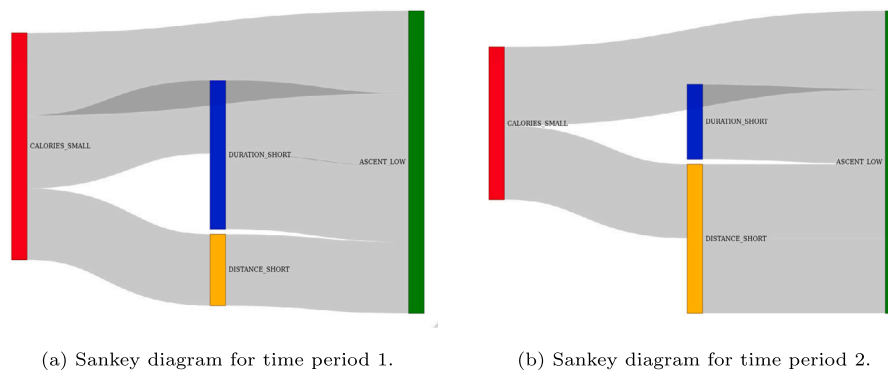 CALORIES_SMALL
DURATION_SHORT
ASCENT_LOW
DISTANCE_SHORT
(a) Sankey diagram for time period 1.
CALORIES_SMALL
DURATION_SHORT
ASCENT_LOW
DISTANCE_SHORT
(b) Sankey diagram for time period 2.